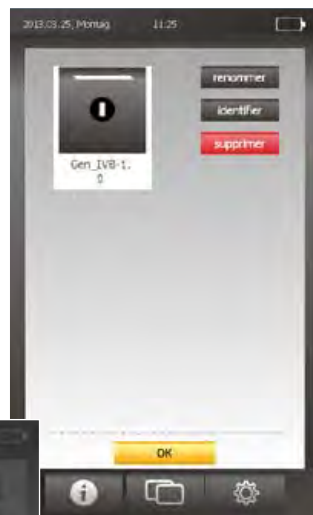 2013.03.25, Montag 11:25
renommer
identifier
supprimer
Gen_IVB-1.
0
OK